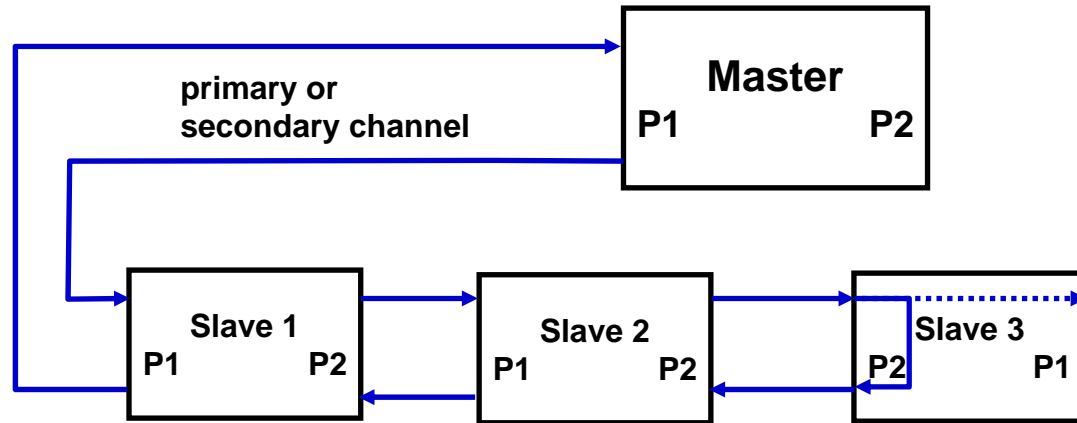 Master
primary or
secondary channel
P1 P2
Slave 1
Slave 2
Slave 3
P1 P2
P1 P2
P2 P1